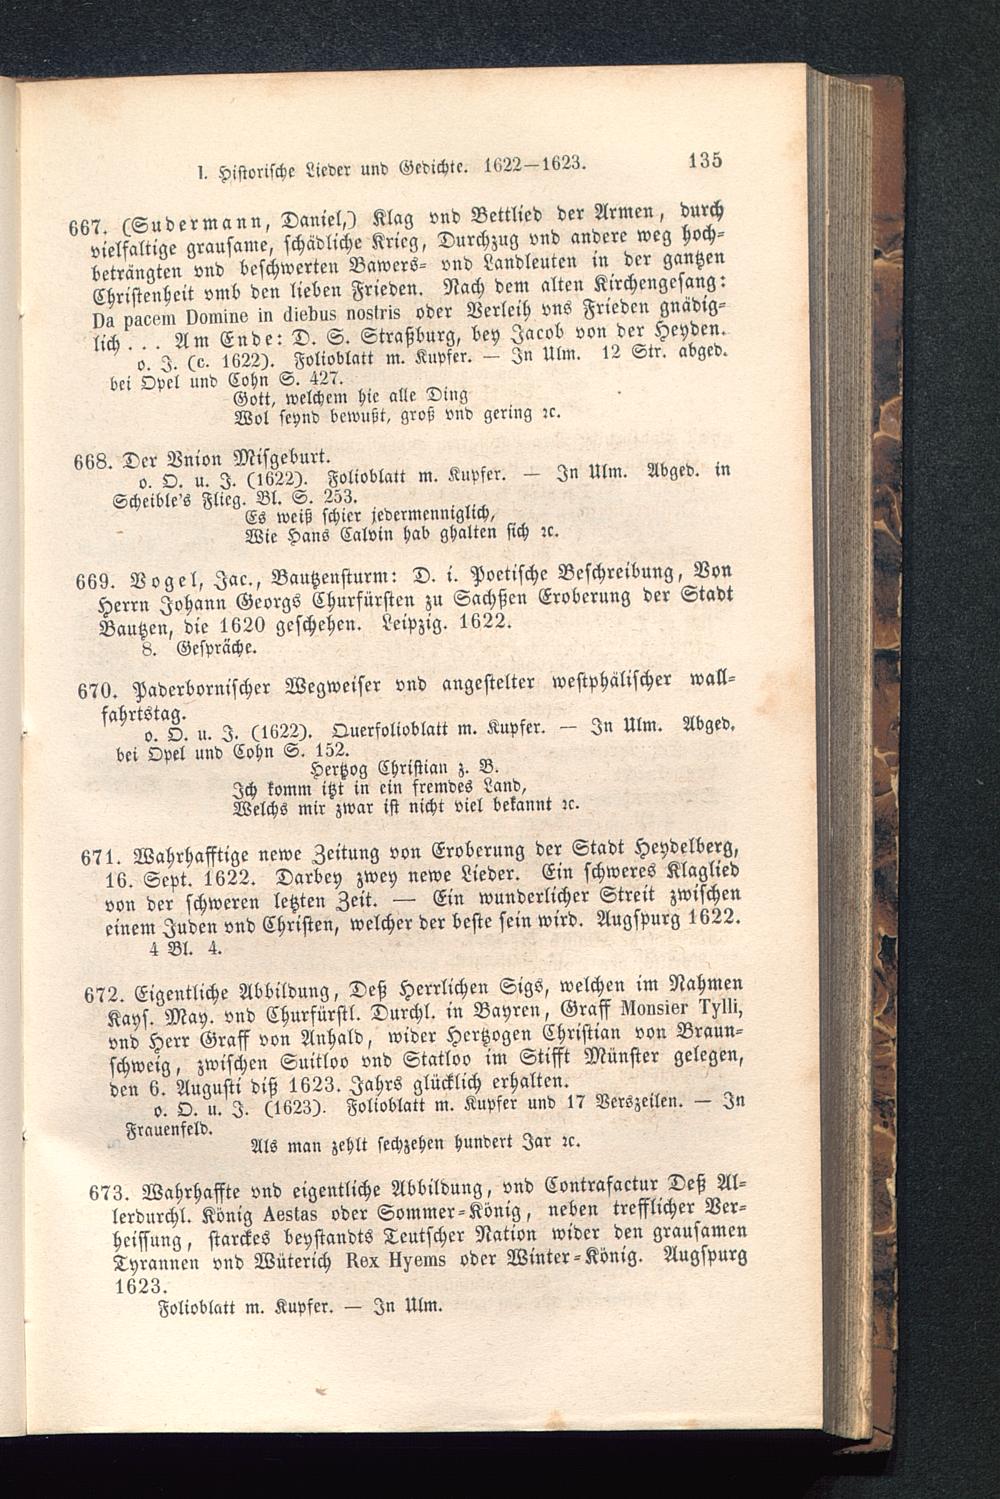 I. Historische Lieder und Gedichte. 1622—1623. 135
667. (Sudermann, Daniel,) Klag vnd Bettlied der Armen, durch
vielfaltige grausame, schädliche Krieg, Durchzug vnd andere weg hoch-
beträngten vnd beschwerten Bawers- vnd Landleuten in der gantzen
Christenheit vmb den lieben Frieden. Nach dem alten Kirchengesang:
Da pacem Domine in diebus nostris oder Verleih vns Frieden gnädig-
lich . . . Am Ende: D. S. Straßburg, bey Jacob von der Heyden.
o. J. (c. 1622). Folioblatt m. Kupfer. — In Ulm. 12 Str. abged.
bei Opel und Cohn S. 427.
Gott, welchem hie alle Ding
Wol seynd bewußt, groß vnd gering ꝛc.
668. Der Vnion Misgeburt.
o. O. u. J. (1622). Folioblatt m. Kupfer. — In Ulm. Abged. in
Scheible's Flieg. Bl. S. 253.
Es weiß schier jedermenniglich,
Wie Hans Calvin hab ghalten sich ꝛc.
669. Vogel, Jac., Bautzensturm: D. i. Poetische Beschreibung, Von
Herrn Johann Georgs Churfürsten zu Sachßen Eroberung der Stadt
Bautzen, die 1620 geschehen. Leipzig. 1622.
8. Gespräche.
670. Paderbornischer Wegweiser vnd angestelter westphälischer wall-
fahrtstag.
o. O. u. J. (1622). Querfolioblatt m. Kupfer. — In Ulm. Abged.
bei Opel und Cohn S. 152.
Hertzog Christian z. B.
Ich komm itzt in ein fremdes Land,
Welchs mir zwar ist nicht viel bekannt ꝛc.
671. Wahrhafftige newe Zeitung von Eroberung der Stadt Heydelberg,
16. Sept. 1622. Darbey zwey newe Lieder. Ein schweres Klaglied
von der schweren letzten Zeit. — Ein wunderlicher Streit zwischen
einem Juden vnd Christen, welcher der beste sein wird. Augspurg 1622.
4 Bl. 4.
672. Eigentliche Abbildung, Deß Herrlichen Sigs, welchen im Nahmen
Kays. May. vnd Churfürstl. Durchl. in Bayren, Graff Monsier Tylli,
vnd Herr Graff von Anhald, wider Hertzogen Christian von Braun-
schweig, zwischen Suitloo vnd Statloo im Stifft Münster gelegen,
den 6. Augusti diß 1623. Jahrs glücklich erhalten.
o. O. u. J. (1623). Folioblatt m. Kupfer und 17 Verszeilen. — In
Frauenfeld.
Als man zehlt sechzehen hundert Jar ꝛc.
673. Wahrhaffte vnd eigentliche Abbildung, vnd Contrafactur Deß Al-
lerdurchl. König Aestas oder Sommer-König, neben trefflicher Ver-
heissung, starckes beystandts Teutscher Nation wider den grausamen
Tyrannen vnd Wüterich Rex Hyems oder Winter-König. Augspurg
1623.
Folioblatt m. Kupfer. — In Ulm.